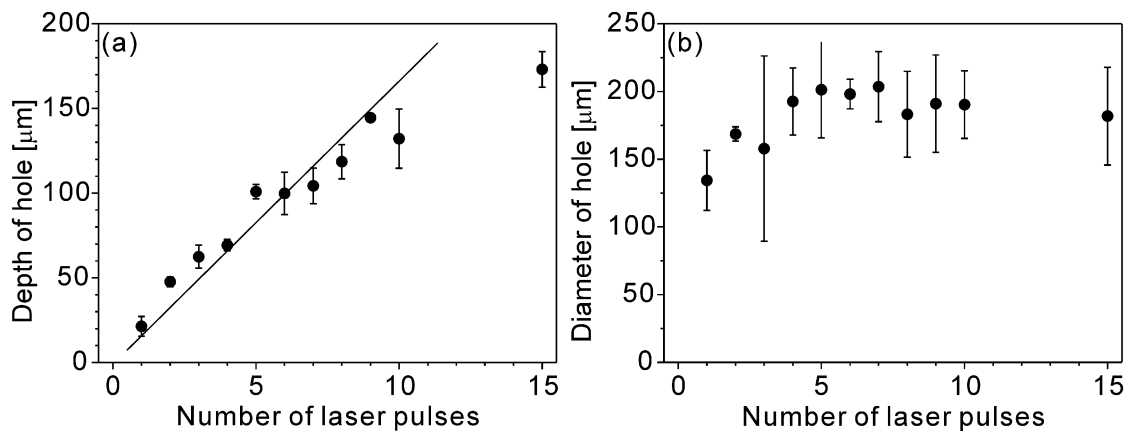 (a)
Depth of hole [µm]
200
150
100
50
0
0 5 10 15
Number of laser pulses
(b)
Diameter of hole [µm]
250
200
150
100
50
0
0 5 10 15
Number of laser pulses